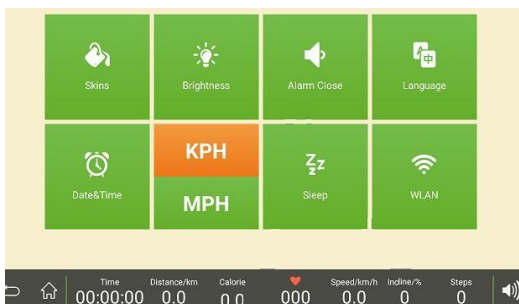 Skins
Brightness
Alarm Close
Language
Date&Time
KPH
MPH
Sleep
WLAN
Time
00:00:00
Distance/km
0.0
Calorie
0.0
000
Speed/km/h
0.0
Indline/%
0
Steps
0